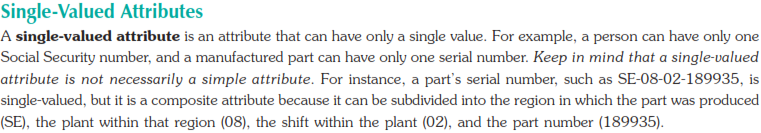 Single-Valued Attributes
A single-valued attribute is an attribute that can have only a single value. For example, a person can have only one
Social Security number, and a manufactured part can have only one serial number. Keep in mind that a single-valued
attribute is not necessarily a simple attribute. For instance, a part's serial number, such as SE-08-02-189935, is
single-valued, but it is a composite attribute because it can be subdivided into the region in which the part was produced
(SE), the plant within that region (08), the shift within the plant (02), and the part number (189935).